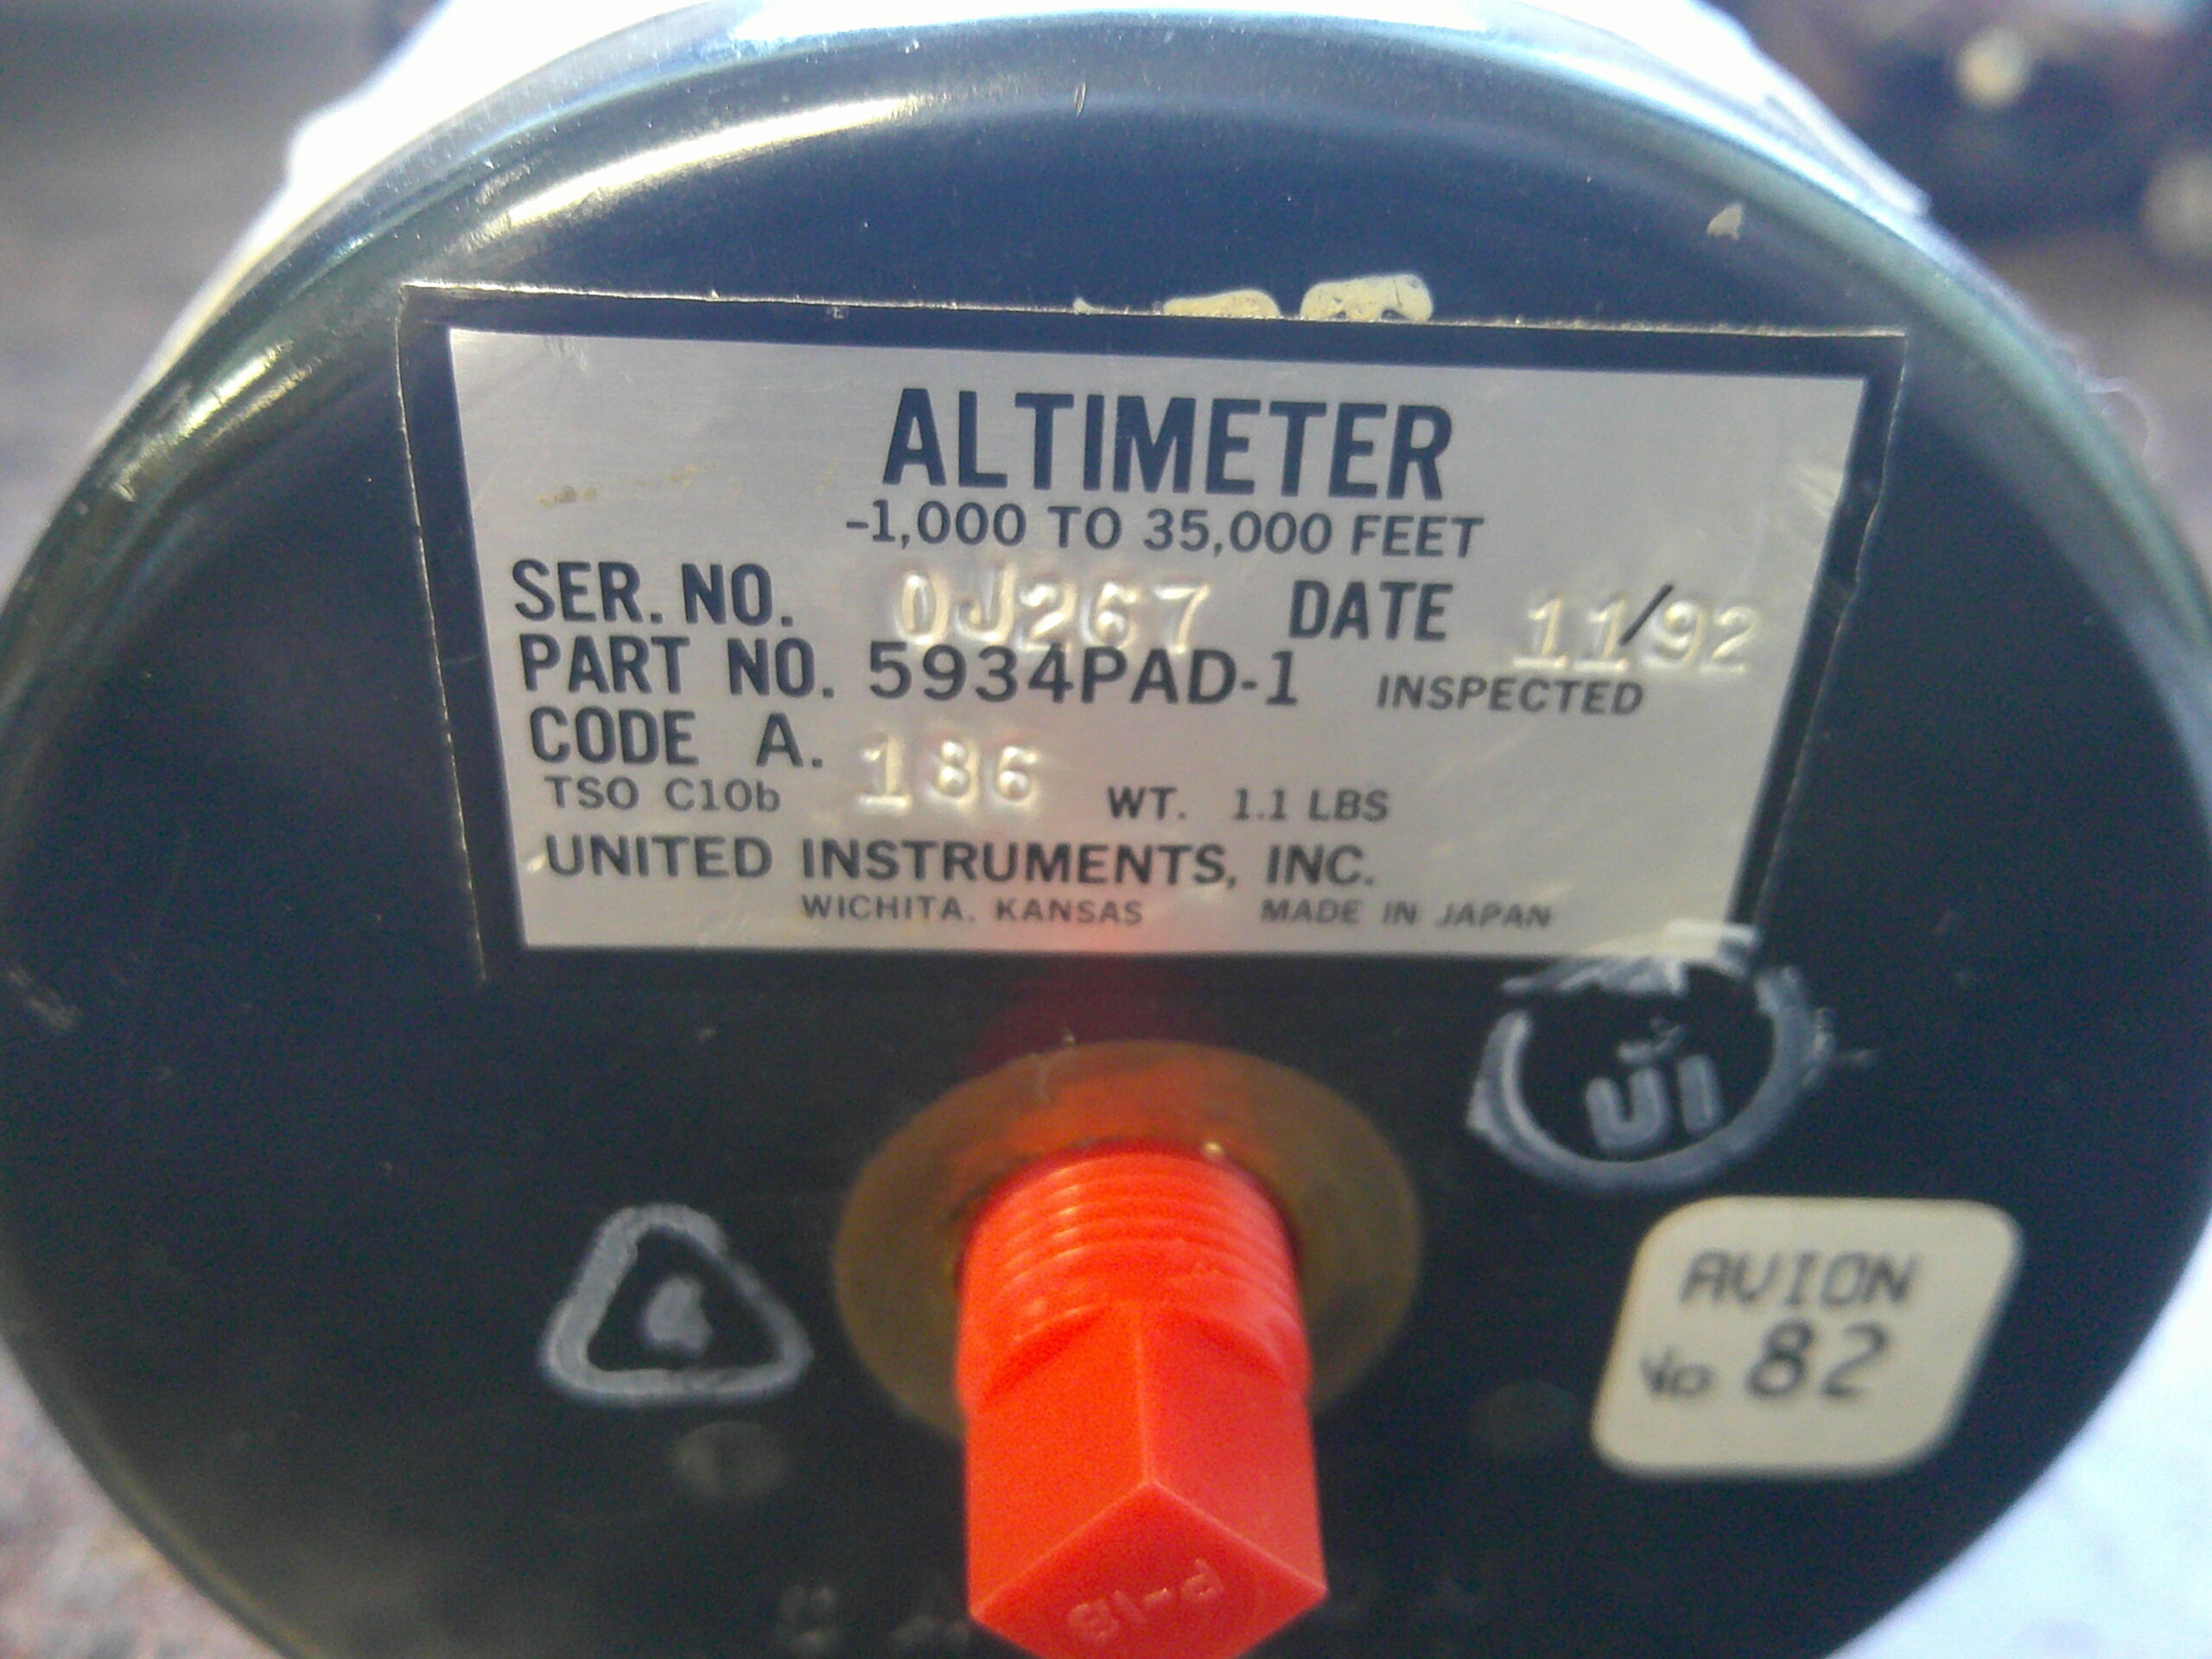 ALTIMETER
-1,000 TO 35,000 FEET
SER. NO. 0J267 DATE 11/92
PART NO. 5934PAD-1 INSPECTED
CODE A. 186
TSO C10b WT. 1.1 LBS
UNITED INSTRUMENTS, INC.
WICHITA, KANSAS MADE IN JAPAN
UI
AVION
82
P-18